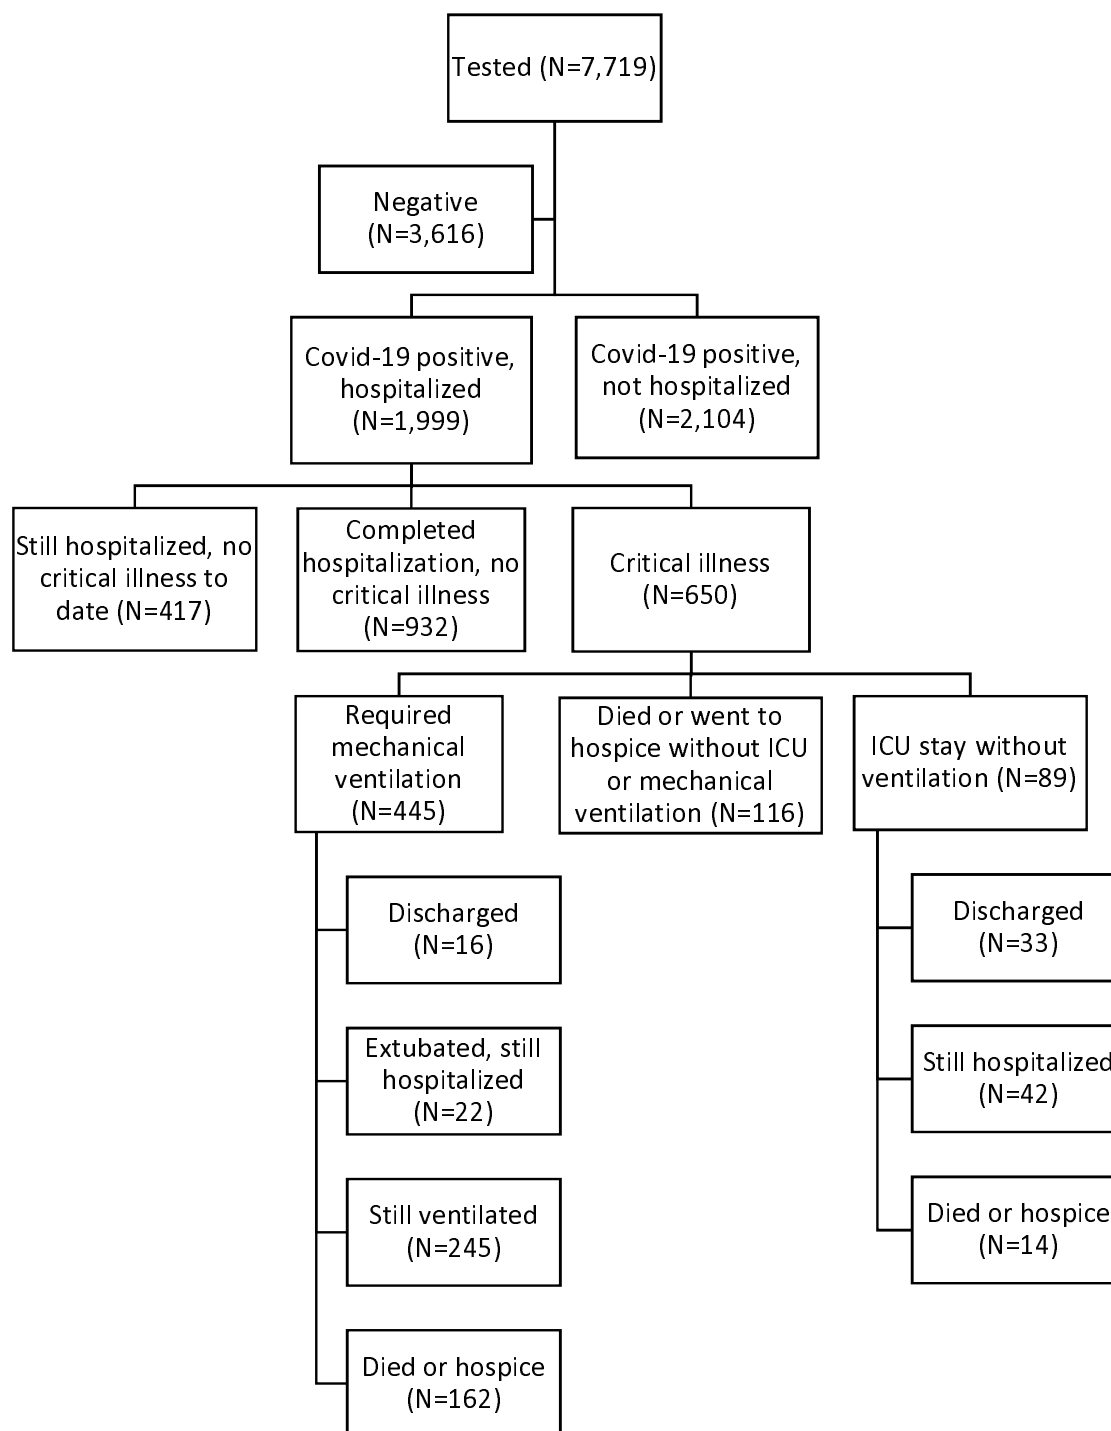 Tested (N=7,719)
Negative
(N=3,616)
Covid-19 positive,
hospitalized
(N=1,999)
Covid-19 positive,
not hospitalized
(N=2,104)
Still hospitalized, no
critical illness to
date (N=417)
Completed
hospitalization, no
critical illness
(N=932)
Critical illness
(N=650)
Required
mechanical
ventilation
(N=445)
Died or went to
hospice without ICU
or mechanical
ventilation (N=116)
ICU stay without
ventilation (N=89)
Discharged
(N=16)
Extubated, still
hospitalized
(N=22)
Still ventilated
(N=245)
Died or hospice
(N=162)
Discharged
(N=33)
Still hospitalized
(N=42)
Died or hospice
(N=14)